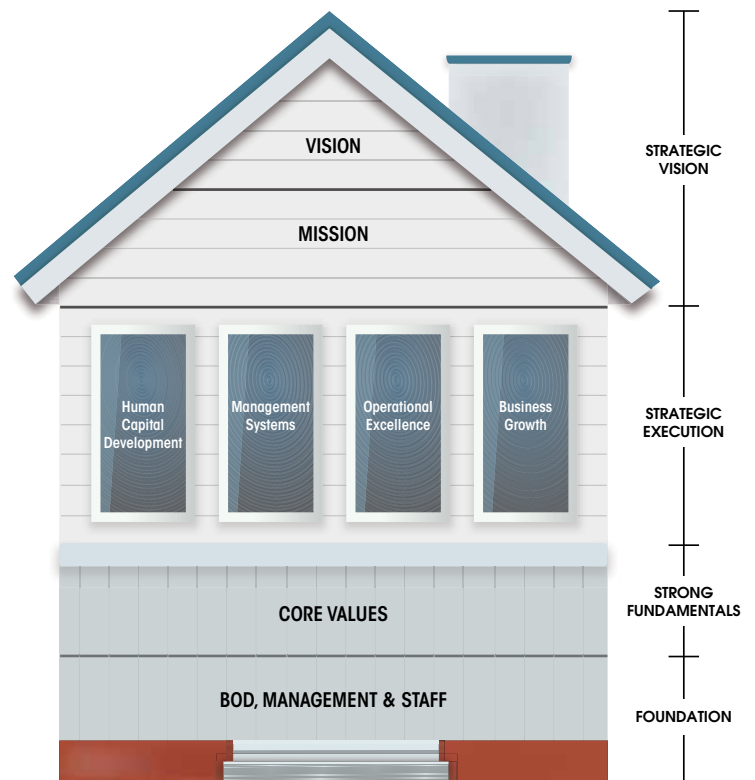 VISION
MISSION
STRATEGIC
VISION
Human
Capital
Development
Management
Systems
Operational
Excellence
Business
Growth
STRATEGIC
EXECUTION
CORE VALUES
STRONG
FUNDAMENTALS
BOD, MANAGEMENT & STAFF
FOUNDATION